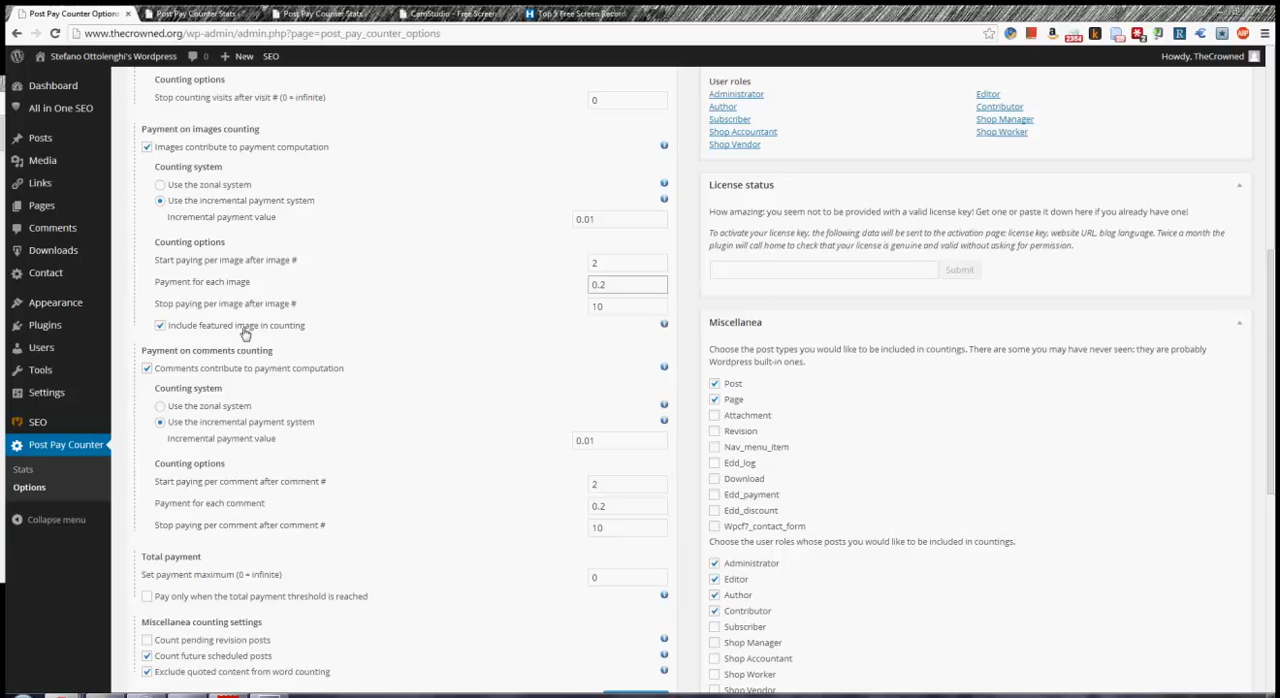 Post Pay Counter Options
Post Pay Counter Stats
Post Pay Counter Stats
CamStudio - Free Screen
Top 5 Free Screen Reco
www.thecrowned.org/wp-admin/admin.php?page=post_pay_counter_options
Stefano Ottolenghi's Wordpress
0
New
SEO
Howdy, TheCrowned
Dashboard
All in One SEO
Posts
Media
Links
Pages
Comments
Downloads
Contact
Appearance
Plugins
Users
Tools
Settings
SEO
Post Pay Counter
Stats
Options
Collapse menu
Counting options
Stop counting visits after visit # (0 = infinite)
0
Payment on images counting
Images contribute to payment computation
Counting system
Use the zonal system
Use the incremental payment system
Incremental payment value
0.01
Counting options
Start paying per image after image #
2
Payment for each image
0.2
Stop paying per image after image #
10
Include featured image in counting
Payment on comments counting
Comments contribute to payment computation
Counting system
Use the zonal system
Use the incremental payment system
Incremental payment value
0.01
Counting options
Start paying per comment after comment #
2
Payment for each comment
0.2
Stop paying per comment after comment #
10
Total payment
Set payment maximum (0 = infinite)
0
Pay only when the total payment threshold is reached
Miscellanea counting settings
Count pending revision posts
Count future scheduled posts
Exclude quoted content from word counting
User roles
Administrator
Editor
Author
Contributor
Subscriber
Shop Manager
Shop Accountant
Shop Worker
Shop Vendor
License status
How amazing: you seem not to be provided with a valid license key! Get one or paste it down here if you already have one!
To activate your license key, the following data will be sent to the activation page: license key, website URL, blog language. Twice a month the
plugin will call home to check that your license is genuine and valid without asking for permission.
Submit
Miscellanea
Choose the post types you would like to be included in countings. There are some you may have never seen: they are probably
Wordpress built-in ones.
Post
Page
Attachment
Revision
Nav_menu_item
Edd_log
Download
Edd_payment
Edd_discount
Wpcf7_contact_form
Choose the user roles whose posts you would like to be included in countings.
Administrator
Editor
Author
Contributor
Subscriber
Shop Manager
Shop Accountant
Shop Worker
Shop Vendor